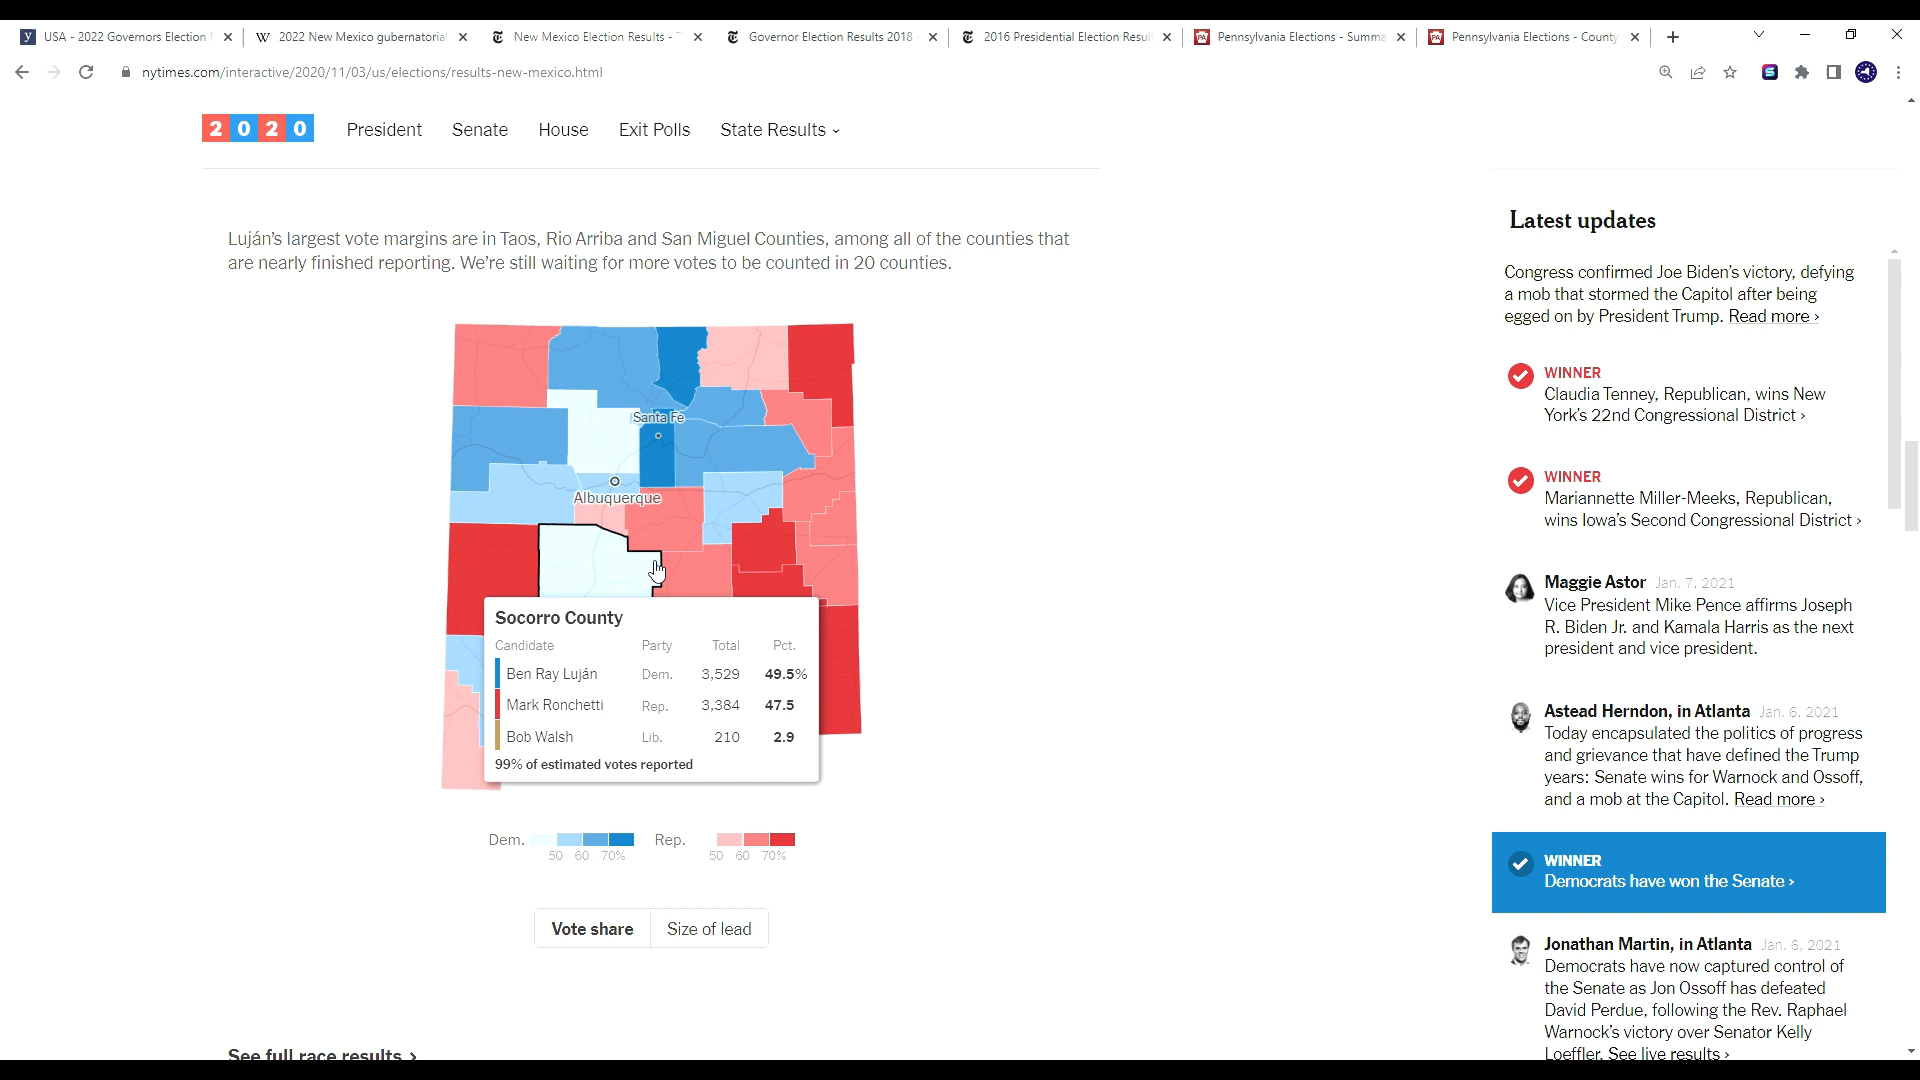 USA - 2022 Governors Election
2022 New Mexico gubernatorial
New Mexico Election Results -
Governor Election Results 2018
2016 Presidential Election Result
Pennsylvania Elections - Summa
Pennsylvania Elections - County
nytimes.com/interactive/2020/11/03/us/elections/results-new-mexico.html
2020
President
Senate
House
Exit Polls
State Results
Luján's largest vote margins are in Taos, Rio Arriba and San Miguel Counties, among all of the counties that
are nearly finished reporting. We're still waiting for more votes to be counted in 20 counties.
Santa Fe
Albuquerque
Socorro County
Candidate Party Total Pct.
Ben Ray Luján Dem. 3,529 49.5%
Mark Ronchetti Rep. 3,384 47.5
Bob Walsh Lib. 210 2.9
99% of estimated votes reported
Dem. Rep.
50 60 70% 50 60 70%
Vote share Size of lead
See full race results ›
Latest updates
Congress confirmed Joe Biden's victory, defying
a mob that stormed the Capitol after being
egged on by President Trump. Read more ›
WINNER
Claudia Tenney, Republican, wins New
York's 22nd Congressional District ›
WINNER
Mariannette Miller-Meeks, Republican,
wins Iowa's Second Congressional District ›
Maggie Astor Jan. 7, 2021
Vice President Mike Pence affirms Joseph
R. Biden Jr. and Kamala Harris as the next
president and vice president.
Astead Herndon, in Atlanta Jan. 6, 2021
Today encapsulated the politics of progress
and grievance that have defined the Trump
years: Senate wins for Warnock and Ossoff,
and a mob at the Capitol. Read more ›
WINNER
Democrats have won the Senate ›
Jonathan Martin, in Atlanta Jan. 6, 2021
Democrats have now captured control of
the Senate as Jon Ossoff has defeated
David Perdue, following the Rev. Raphael
Warnock's victory over Senator Kelly
Loeffler. See live results ›